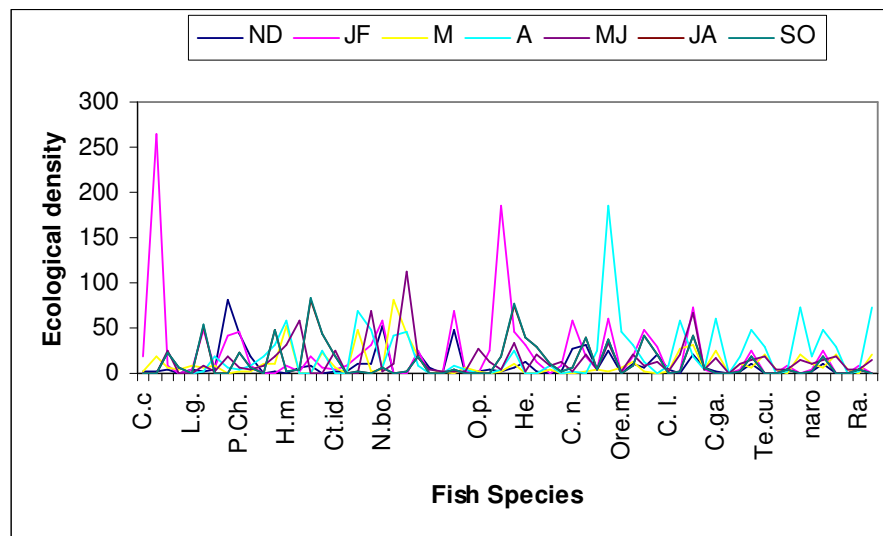 ND JF M A MJ JA SO
300
250
200
150
100
50
0
Ecological density
C.c L.g. P.Ch. H.m. Ct.id. N.bo. O.p. He. C. n. Ore.m C. l. C.ga. Te.cu. naro Ra.
Fish Species